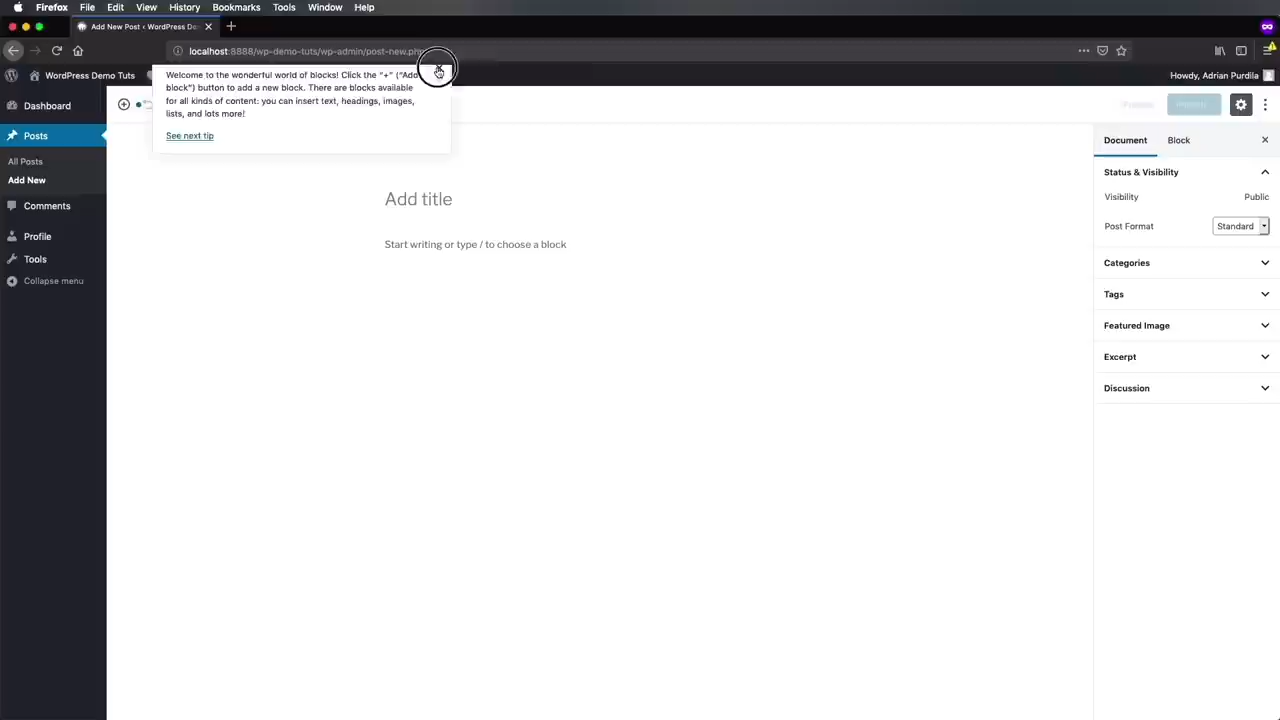 Firefox File Edit View History Bookmarks Tools Window Help
Add New Post ‹ WordPress De
localhost:8888/wp-demo-tuts/wp-admin/post-new.php
WordPress Demo Tuts
Howdy, Adrian Purdila
Welcome to the wonderful world of blocks! Click the “+” (“Add
block”) button to add a new block. There are blocks available
for all kinds of content: you can insert text, headings, images,
lists, and lots more!
See next tip
Dashboard
Posts
All Posts
Add New
Comments
Profile
Tools
Collapse menu
Add title
Start writing or type / to choose a block
Document Block
Status & Visibility
Visibility Public
Post Format Standard
Categories
Tags
Featured Image
Excerpt
Discussion